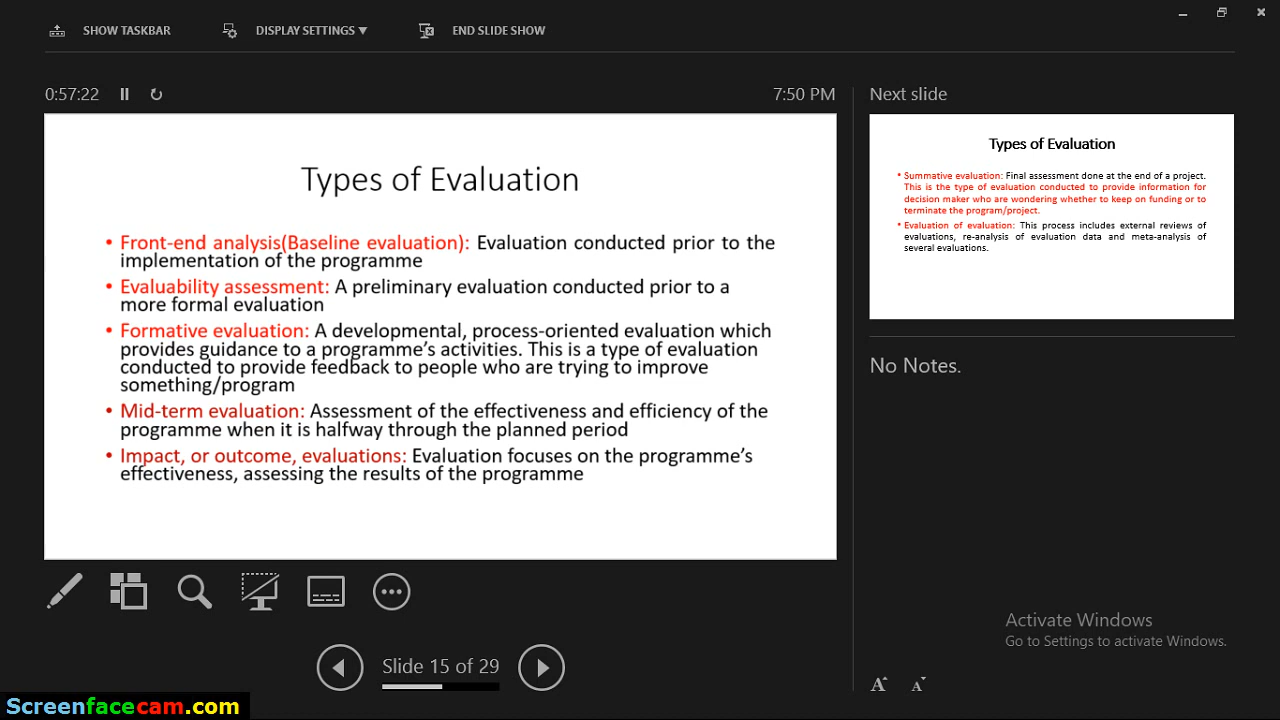 SHOW TASKBAR
DISPLAY SETTINGS ▼
END SLIDE SHOW
0:57:22
7:50 PM
Types of Evaluation
• Front-end analysis(Baseline evaluation): Evaluation conducted prior to the
implementation of the programme
• Evaluability assessment: A preliminary evaluation conducted prior to a
more formal evaluation
• Formative evaluation: A developmental, process-oriented evaluation which
provides guidance to a programme’s activities. This is a type of evaluation
conducted to provide feedback to people who are trying to improve
something/program
• Mid-term evaluation: Assessment of the effectiveness and efficiency of the
programme when it is halfway through the planned period
• Impact, or outcome, evaluations: Evaluation focuses on the programme’s
effectiveness, assessing the results of the programme
Slide 15 of 29
Next slide
Types of Evaluation
• Summative evaluation: Final assessment done at the end of a project.
This is the type of evaluation conducted to provide information for
decision maker who are wondering whether to keep on funding or to
terminate the program/project.
• Evaluation of evaluation: This process includes external reviews of
evaluations, re-analysis of evaluation data and meta-analysis of
several evaluations.
No Notes.
Activate Windows
Go to Settings to activate Windows.
A A
Screenfacecam.com